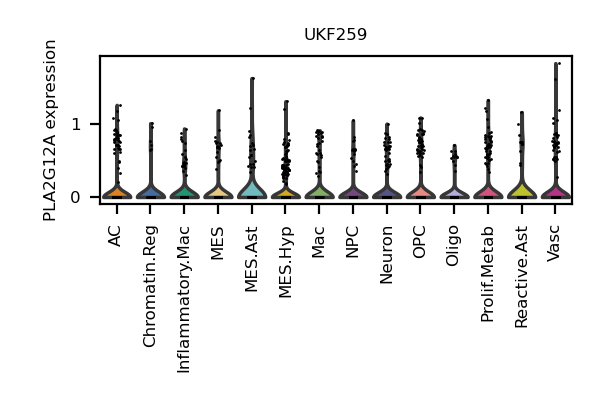 UKF259
PLA2G12A expression
1
0
AC
Chromatin.Reg
Inflammatory.Mac
MES
MES.Ast
MES.Hyp
Mac
NPC
Neuron
OPC
Oligo
Prolif.Metab
Reactive.Ast
Vasc